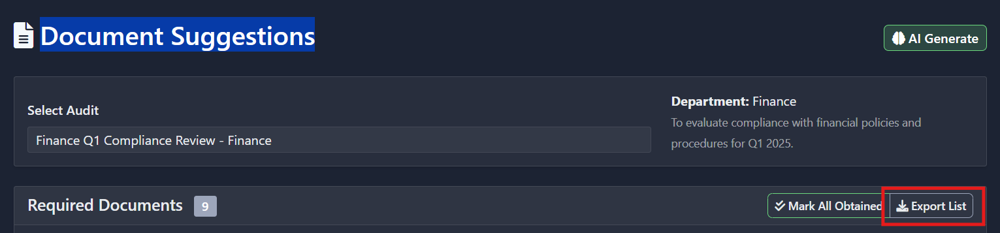 Document Suggestions
AI Generate
Select Audit
Finance Q1 Compliance Review - Finance
Department: Finance
To evaluate compliance with financial policies and
procedures for Q1 2025.
Required Documents 9
Mark All Obtained
Export List